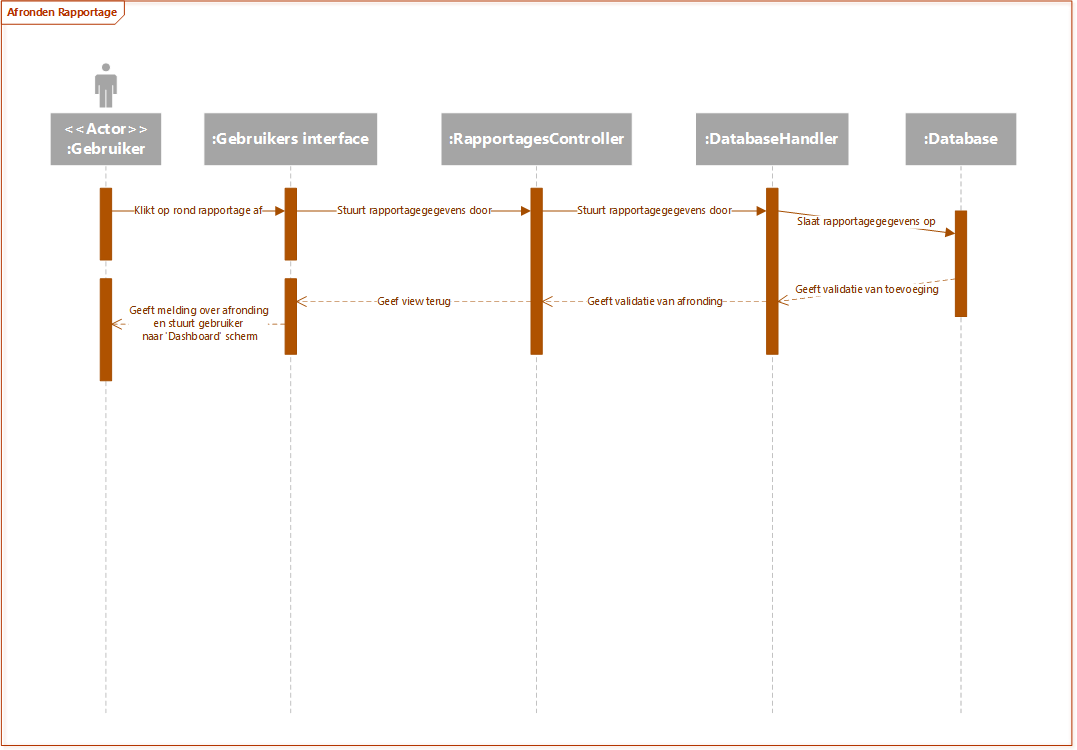 Afronden Rapportage
<<Actor>>
:Gebruiker
:Gebruikers interface
:RapportagesController
:DatabaseHandler
:Database
Klikt op rond rapportage af
Stuurt rapportagegegevens door
Stuurt rapportagegegevens door
Slaat rapportagegegevens op
Geeft validatie van toevoeging
Geeft validatie van afronding
Geef view terug
Geeft melding over afronding
en stuurt gebruiker
naar 'Dashboard' scherm